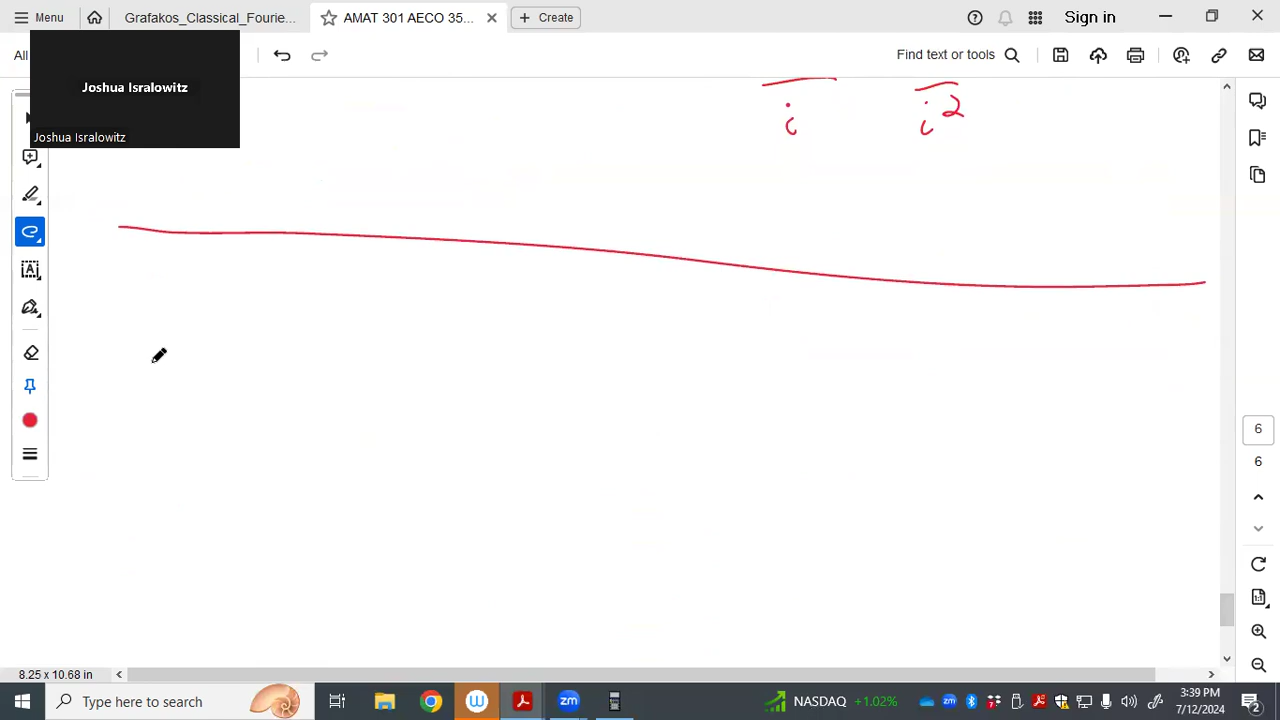 Menu
Grafakos_Classical_Fourie...
AMAT 301 AECO 35...
Create
Sign in
All
Find text or tools
Joshua Isralowitz
Joshua Isralowitz
i i²
6
6
8.25 x 10.68 in
Type here to search
NASDAQ +1.02%
3:39 PM
7/12/2024
2